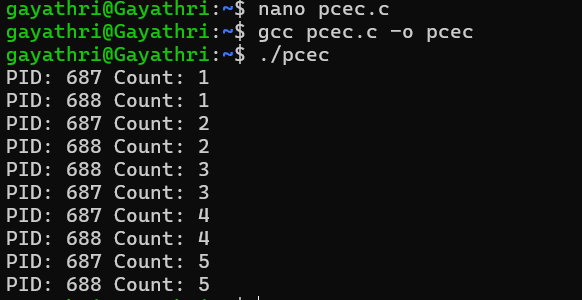 gayathri@Gayathri:~$ nano pcec.c
gayathri@Gayathri:~$ gcc pcec.c -o pcec
gayathri@Gayathri:~$ ./pcec
PID: 687 Count: 1
PID: 688 Count: 1
PID: 687 Count: 2
PID: 688 Count: 2
PID: 688 Count: 3
PID: 687 Count: 3
PID: 687 Count: 4
PID: 688 Count: 4
PID: 687 Count: 5
PID: 688 Count: 5